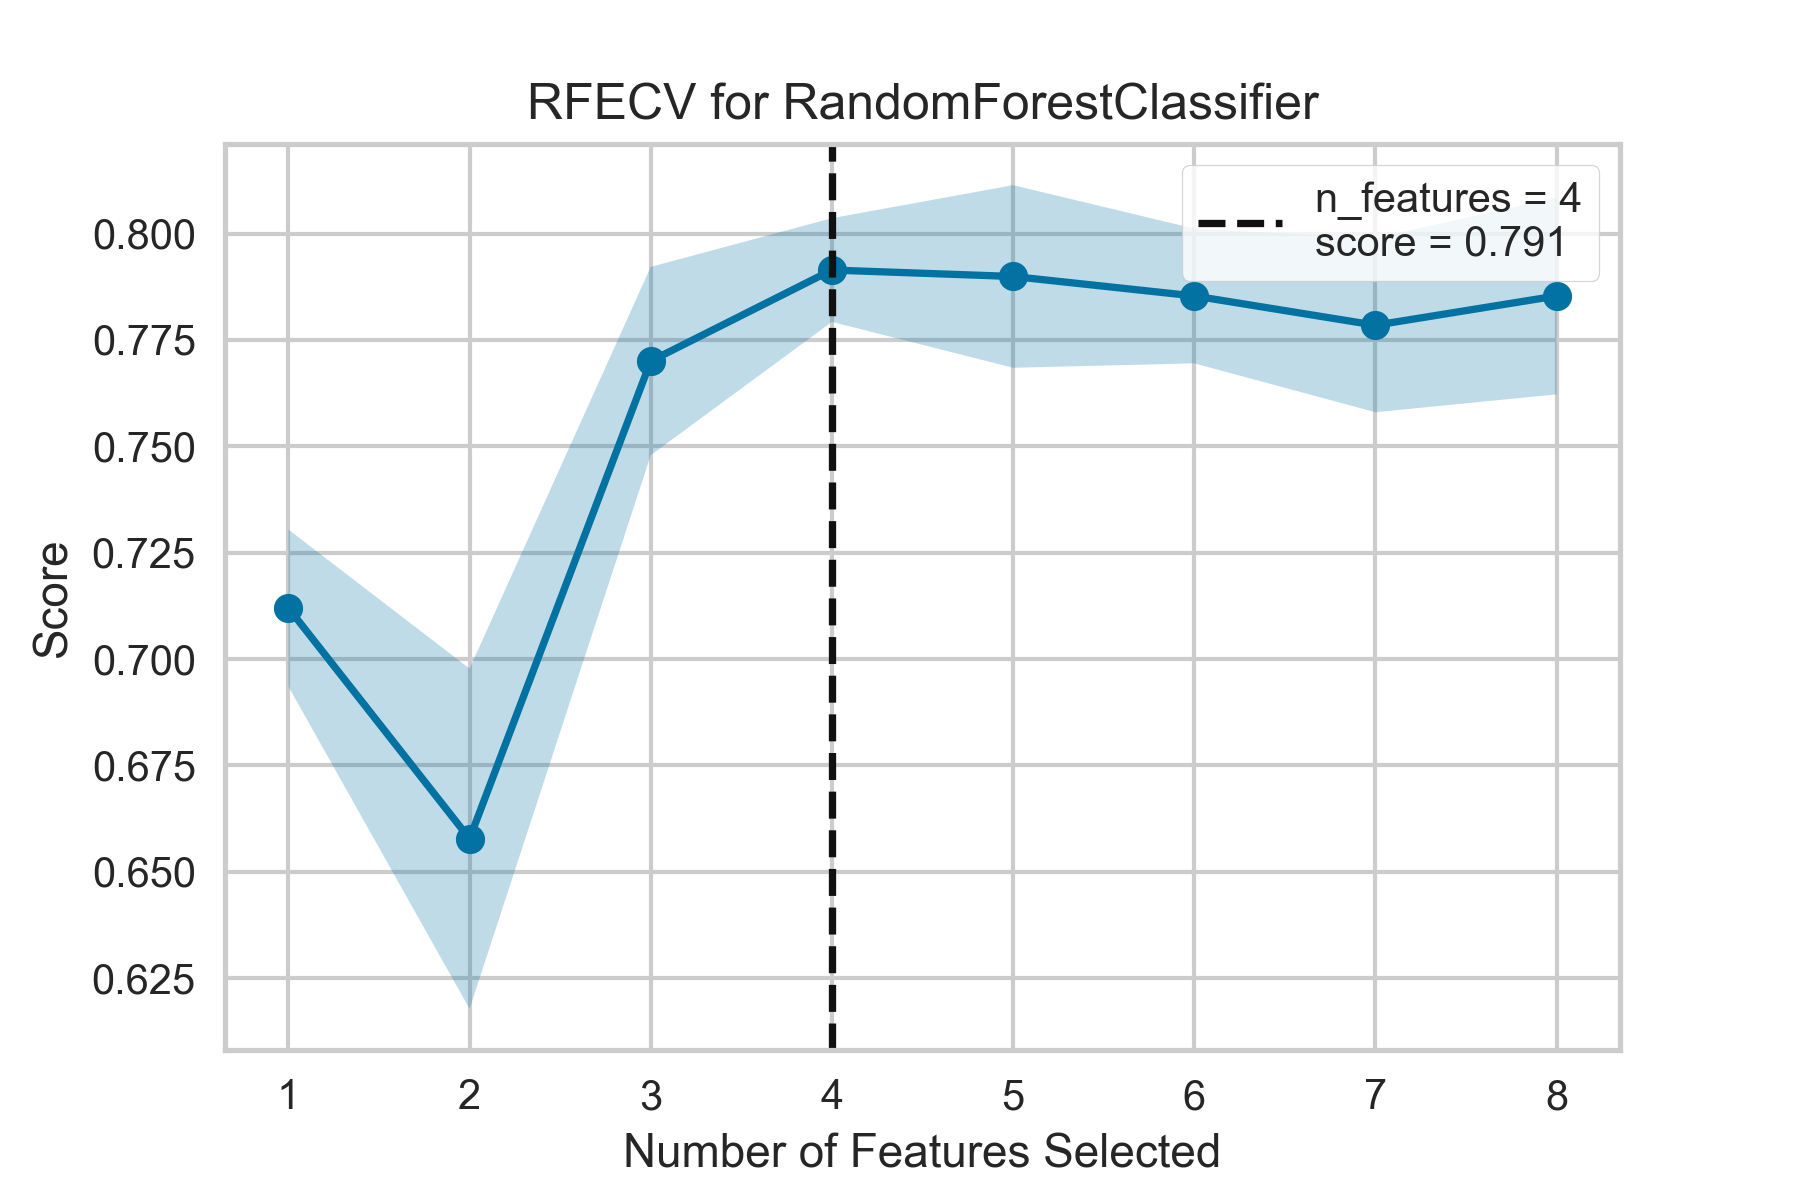 RFECV for RandomForestClassifier
n_features = 4
score = 0.791
0.800
0.775
0.750
0.725
0.700
0.675
0.650
0.625
Score
1 2 3 4 5 6 7 8
Number of Features Selected